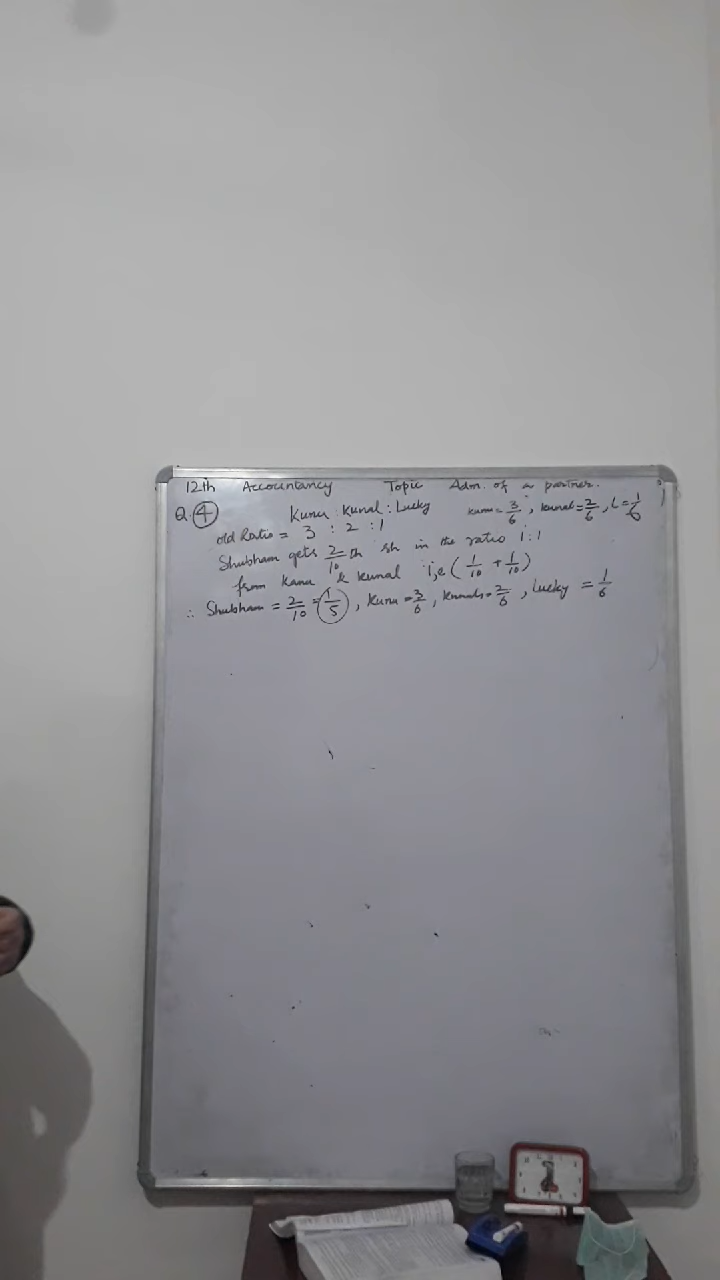 12th Accountancy Topic Adm. of a partner.
Q. 4 Kunu : Kunal : Lucky Kunu = 3/6, Kunal = 2/6, L = 1/6
Old Ratio = 3 : 2 : 1
Shubham gets 2/10 th sh in the ratio 1:1
from Kunu & Kunal i,e (1/10 + 1/10)
∴ Shubham = 2/10 = 1/5, Kunu = 3/6, Kunal = 2/6, Lucky = 1/6